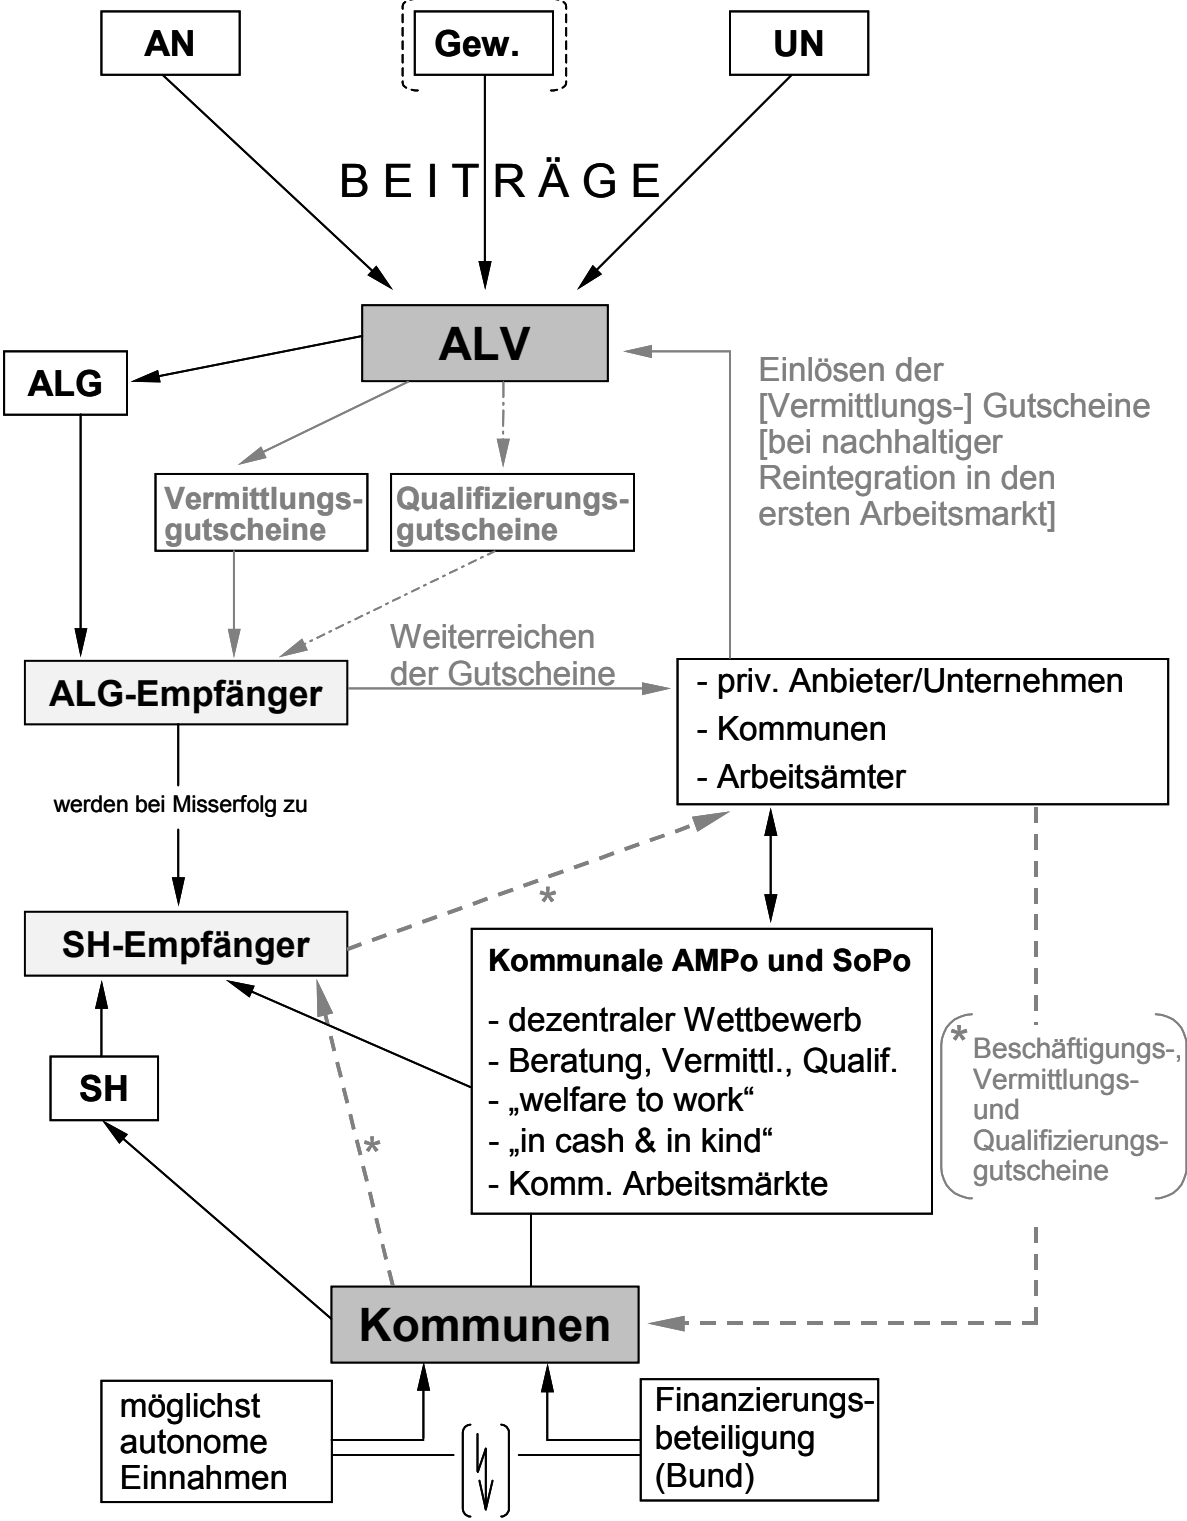 AN
Gew.
UN
BEITRÄGE
ALV
ALG
Einlösen der
[Vermittlungs-] Gutscheine
[bei nachhaltiger
Reintegration in den
ersten Arbeitsmarkt]
Vermittlungs-
gutscheine
Qualifizierungs-
gutscheine
Weiterreichen
der Gutscheine
ALG-Empfänger
- priv. Anbieter/Unternehmen
- Kommunen
- Arbeitsämter
werden bei Misserfolg zu
*
SH-Empfänger
Kommunale AMPo und SoPo
- dezentraler Wettbewerb
- Beratung, Vermittl., Qualif.
- „welfare to work“
- „in cash & in kind“
- Komm. Arbeitsmärkte
* Beschäftigungs-,
Vermittlungs-
und
Qualifizierungs-
gutscheine
SH
*
Kommunen
möglichst
autonome
Einnahmen
Finanzierungs-
beteiligung
(Bund)